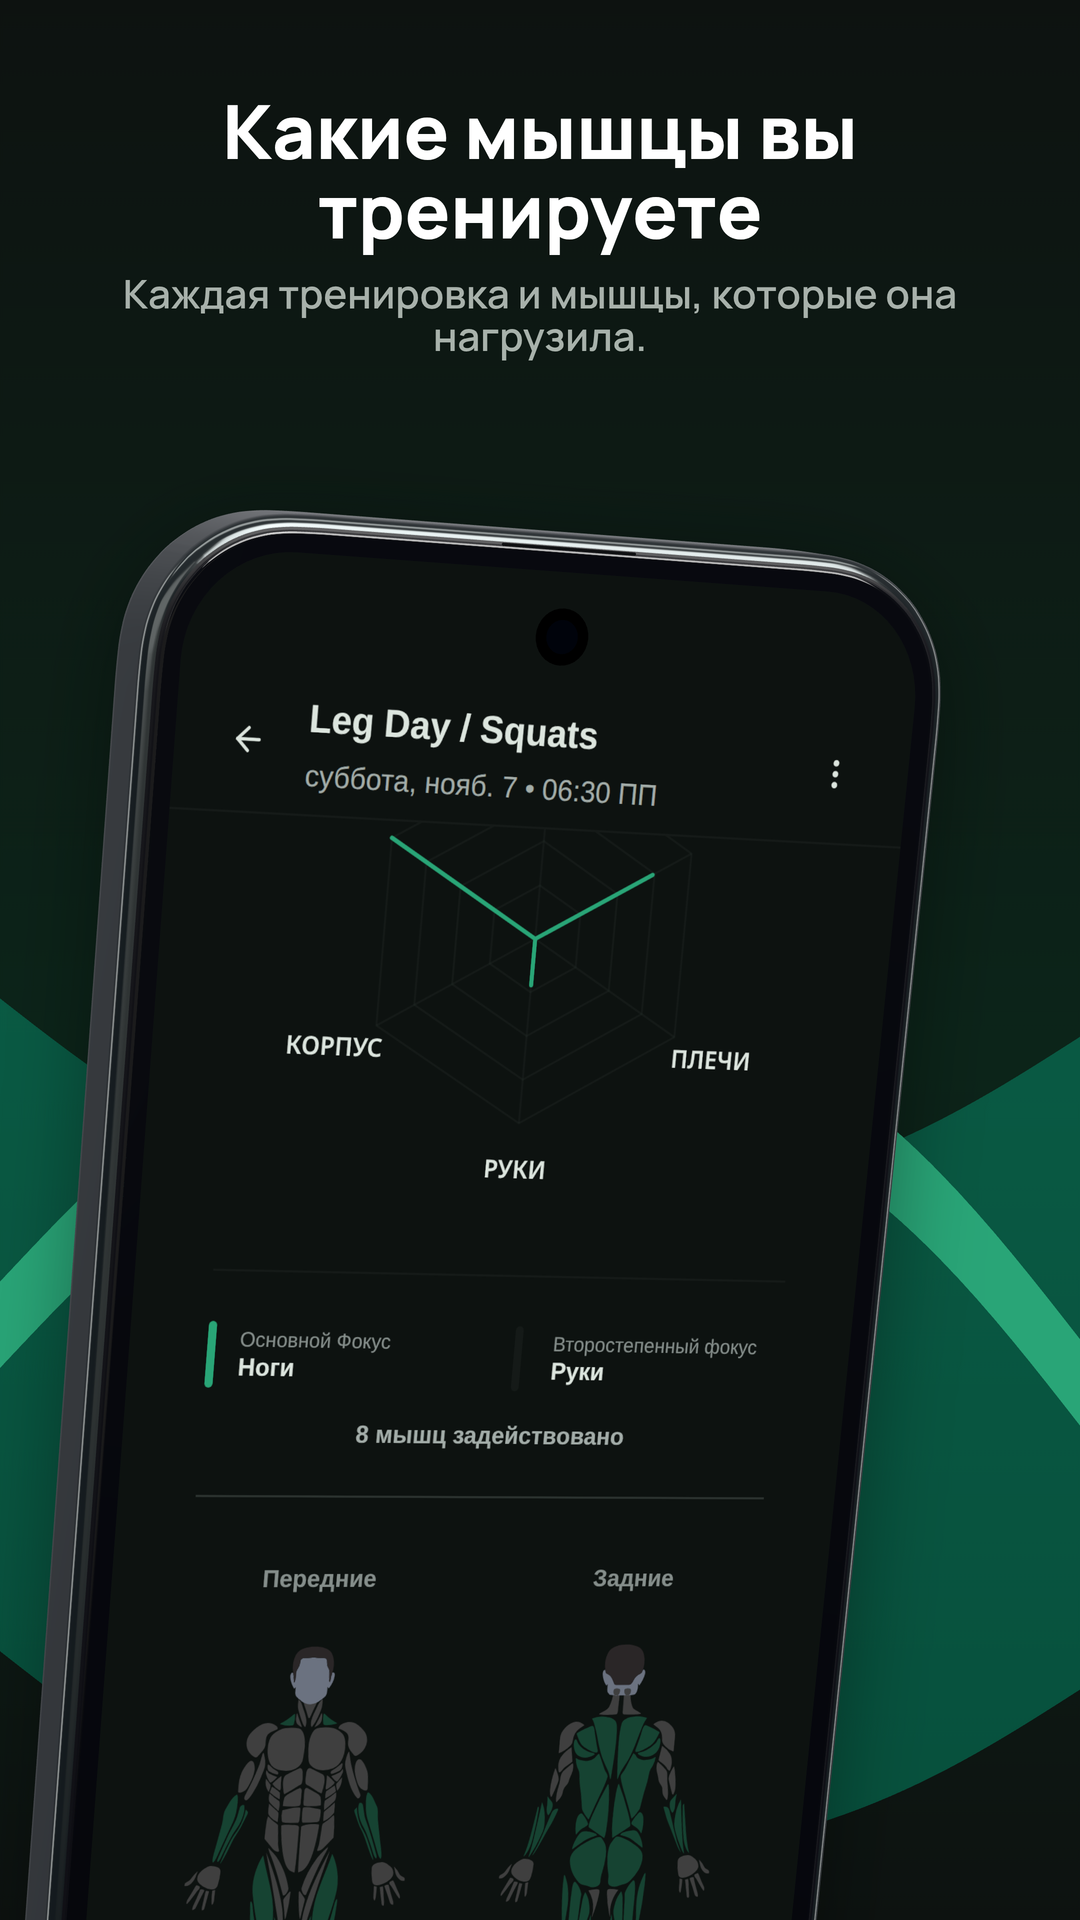 Какие мышцы вы
тренируете
Каждая тренировка и мышцы, которые она
нагрузила.
Leg Day / Squats
суббота, нояб. 7 • 06:30 ПП
КОРПУС
ПЛЕЧИ
РУКИ
Основной Фокус
Ноги
Второстепенный фокус
Руки
8 мышц задействовано
Передние
Задние